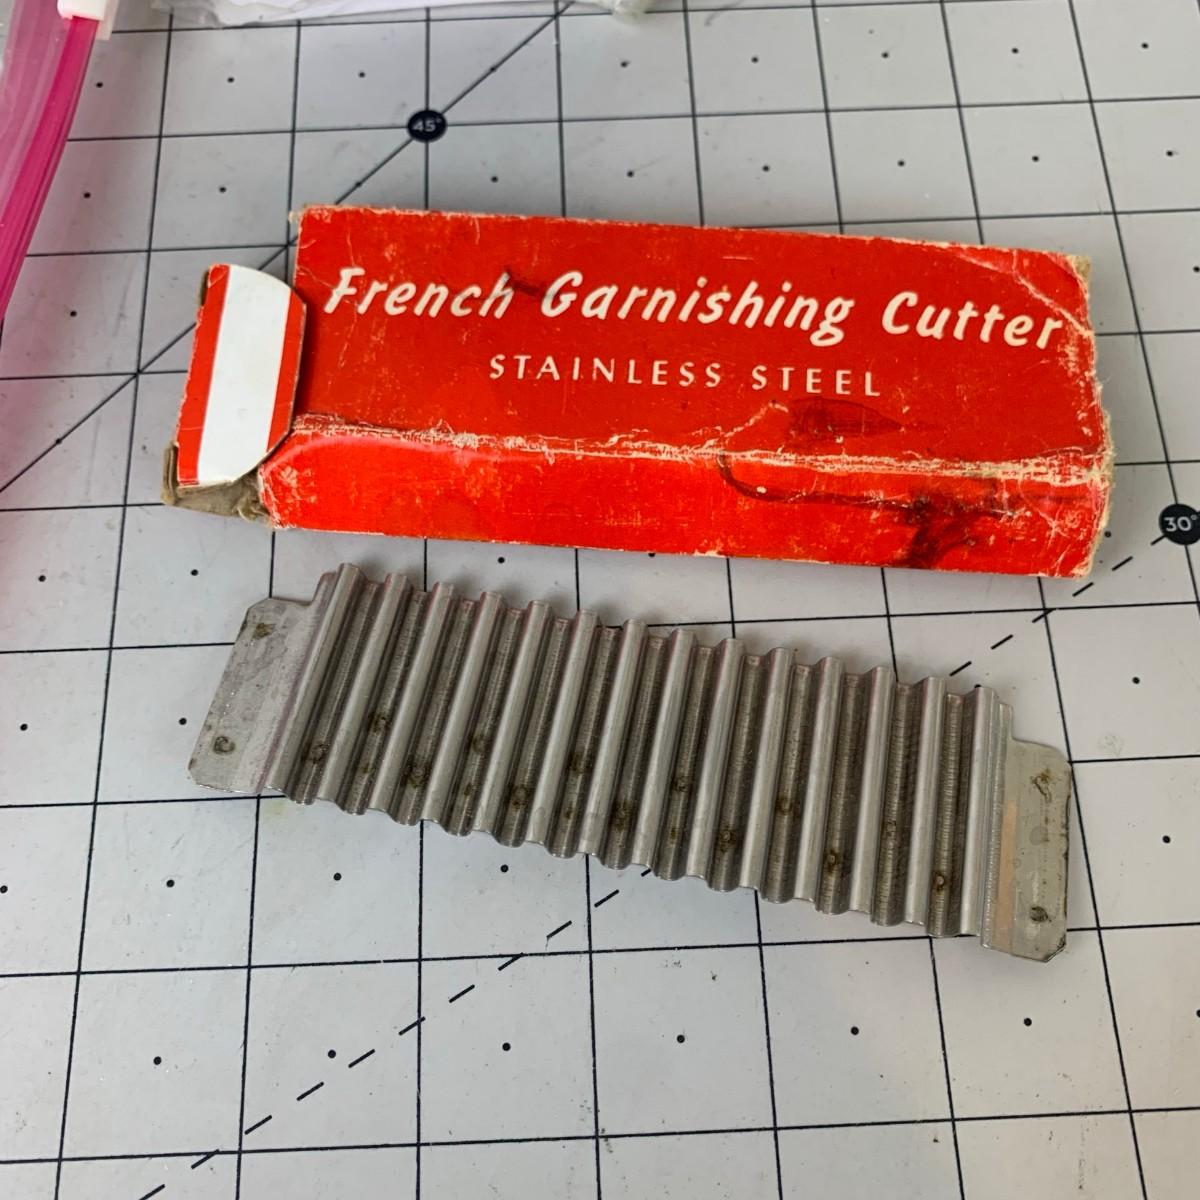 45°
French Garnishing Cutter
STAINLESS STEEL
30°